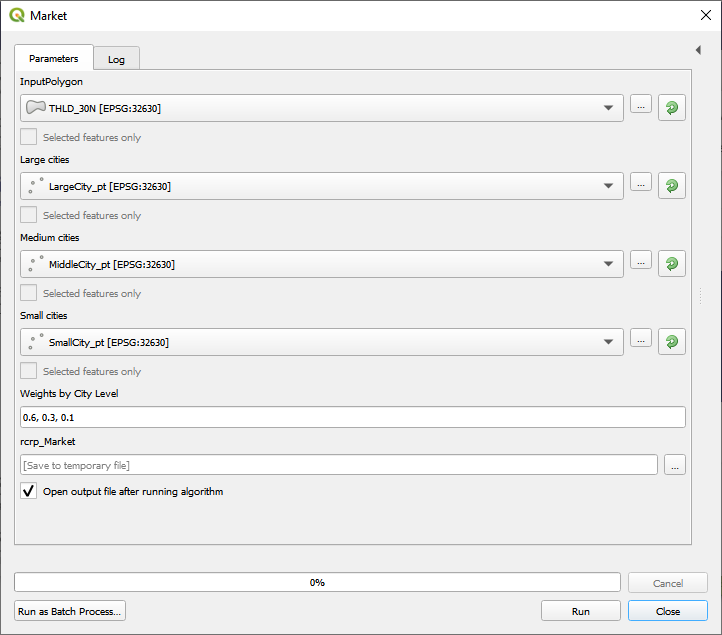 Market
Parameters
Log
InputPolygon
THLD_30N [EPSG:32630]
...
Selected features only
Large cities
LargeCity_pt [EPSG:32630]
...
Selected features only
Medium cities
MiddleCity_pt [EPSG:32630]
...
Selected features only
Small cities
SmallCity_pt [EPSG:32630]
...
Selected features only
Weights by City Level
0.6, 0.3, 0.1
rcrp_Market
[Save to temporary file]
...
Open output file after running algorithm
0%
Cancel
Run as Batch Process...
Run
Close